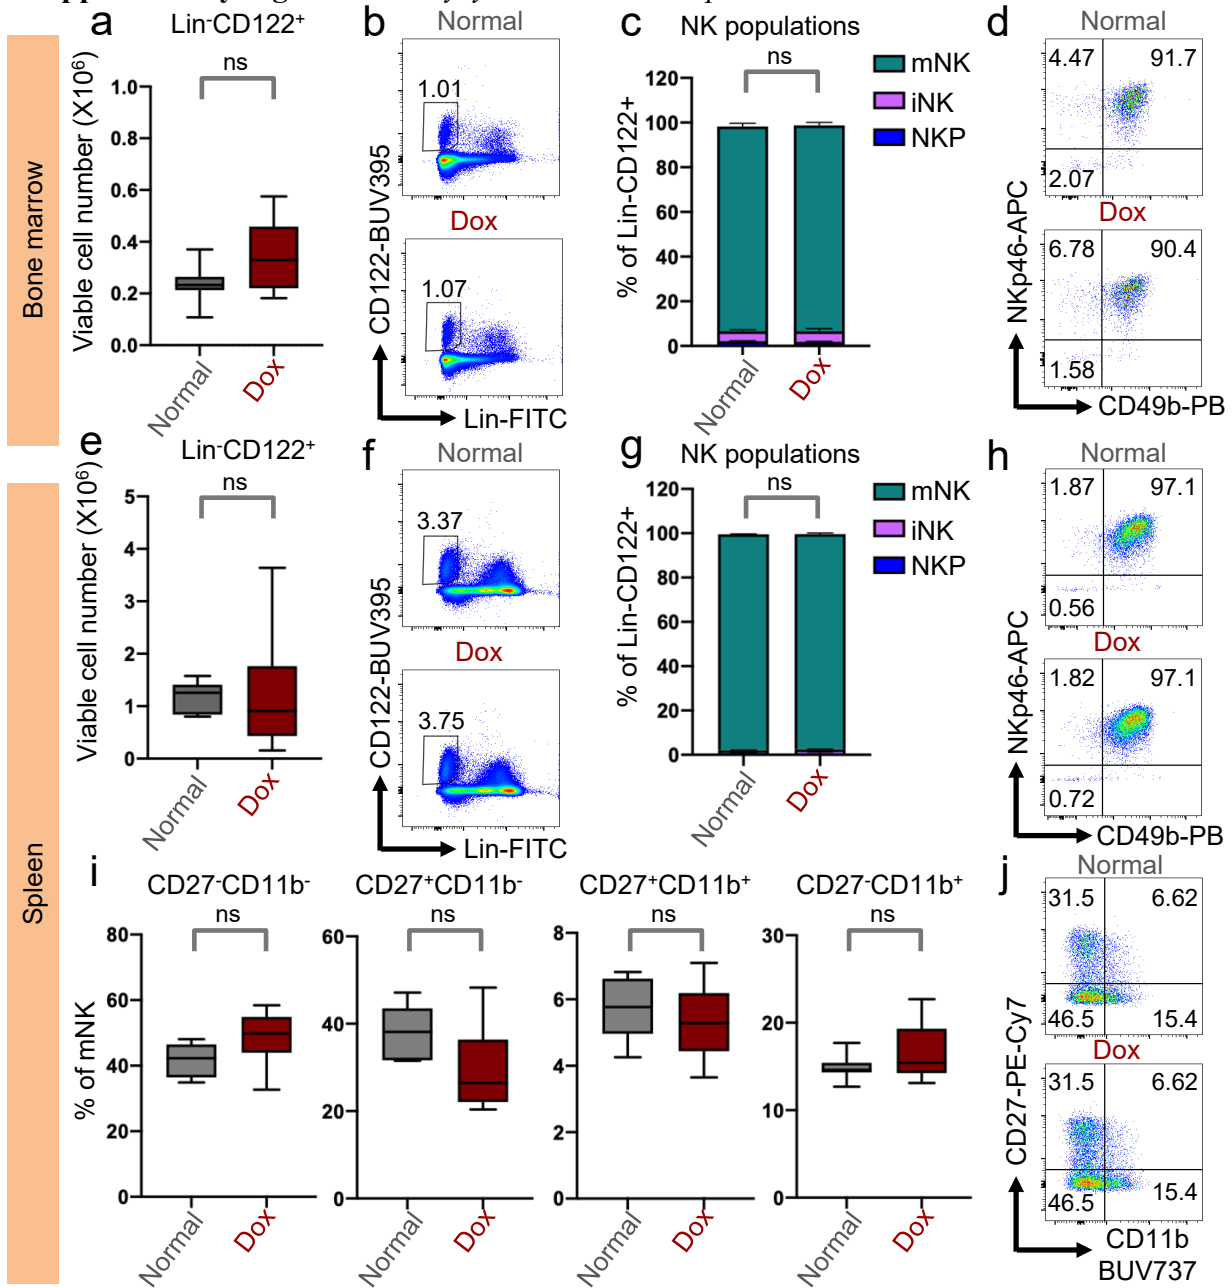 a
Lin⁻CD122⁺
ns
Viable cell number (X10⁶)
1.0
0.8
0.6
0.4
0.2
0.0
Normal
Dox
Bone marrow
b
Normal
1.01
Dox
1.07
CD122-BUV395
Lin-FITC
c
NK populations
ns
mNK
iNK
NKP
% of Lin-CD122+
120
100
80
60
40
20
0
Normal
Dox
d
Normal
4.47 91.7
2.07
Dox
6.78 90.4
1.58
NKp46-APC
CD49b-PB
e
Lin⁻CD122⁺
ns
Viable cell number (X10⁶)
5
4
3
2
1
0
Normal
Dox
Spleen
f
Normal
3.37
Dox
3.75
CD122-BUV395
Lin-FITC
g
NK populations
ns
mNK
iNK
NKP
% of Lin-CD122+
120
100
80
60
40
20
0
Normal
Dox
h
Normal
1.87 97.1
0.56
Dox
1.82 97.1
0.72
NKp46-APC
CD49b-PB
i
CD27⁻CD11b⁻
ns
% of mNK
80
60
40
20
0
Normal
Dox
CD27⁺CD11b⁻
ns
60
40
20
0
Normal
Dox
CD27⁺CD11b⁺
ns
8
6
4
2
0
Normal
Dox
CD27⁻CD11b⁺
ns
30
20
10
0
Normal
Dox
j
Normal
31.5 6.62
46.5 15.4
Dox
31.5 6.62
46.5 15.4
CD27-PE-Cy7
CD11b
BUV737